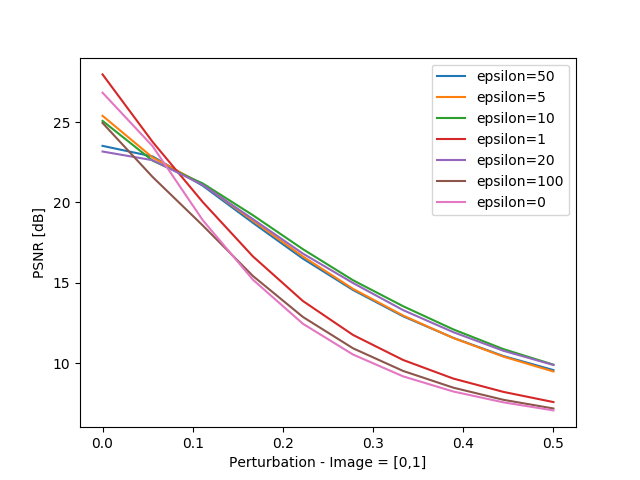 epsilon=50
epsilon=5
epsilon=10
epsilon=1
epsilon=20
epsilon=100
epsilon=0
25
20
15
10
PSNR [dB]
0.0 0.1 0.2 0.3 0.4 0.5
Perturbation - Image = [0,1]